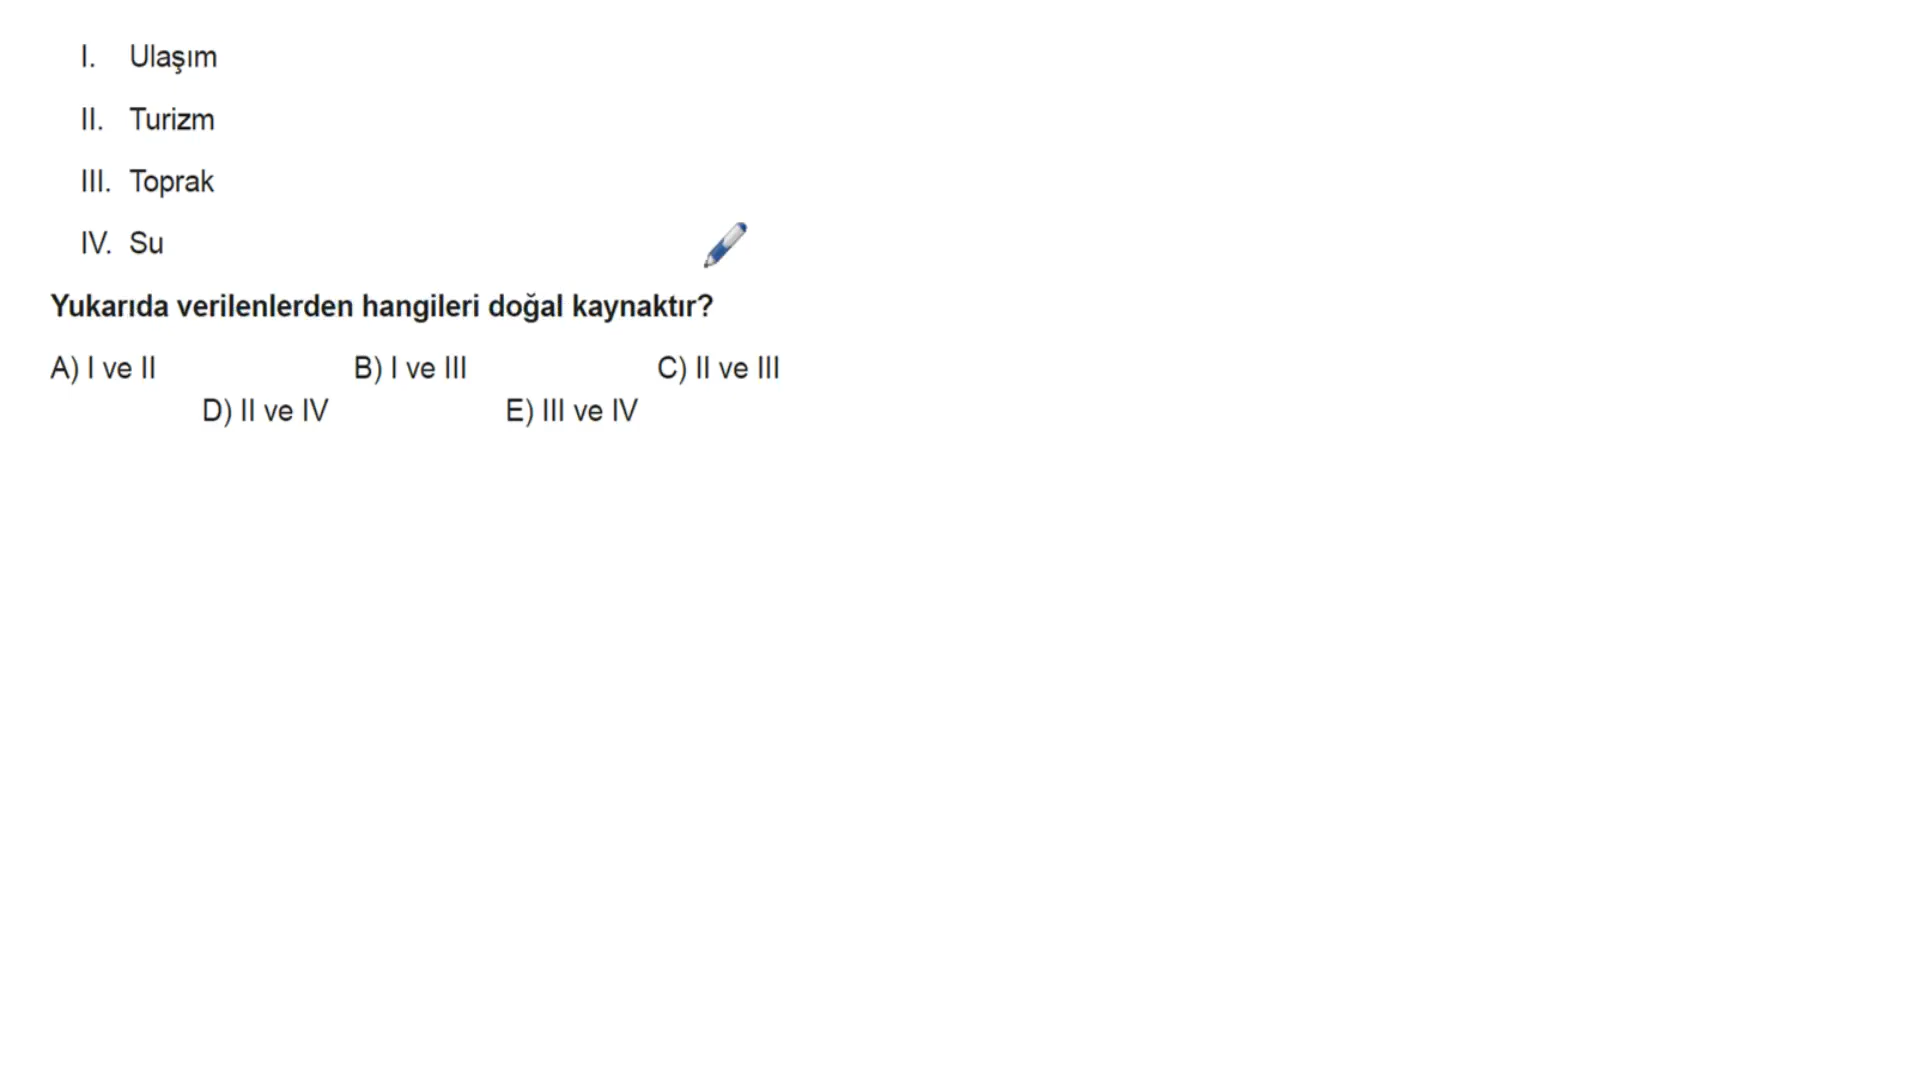 I. Ulaşım
II. Turizm
III. Toprak
IV. Su
Yukarıda verilenlerden hangileri doğal kaynaktır?
A) I ve II B) I ve III C) II ve III
D) II ve IV E) III ve IV